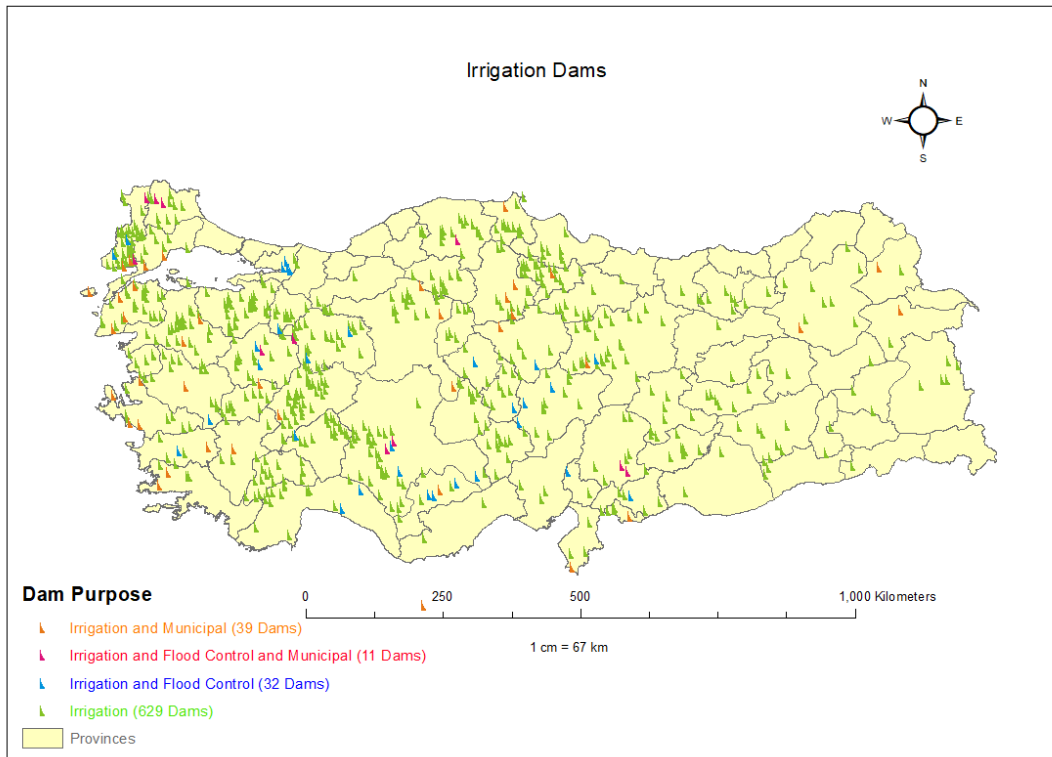 Irrigation Dams
N
W E
S
Dam Purpose
0 250 500 1,000 Kilometers
Irrigation and Municipal (39 Dams)
1 cm = 67 km
Irrigation and Flood Control and Municipal (11 Dams)
Irrigation and Flood Control (32 Dams)
Irrigation (629 Dams)
Provinces